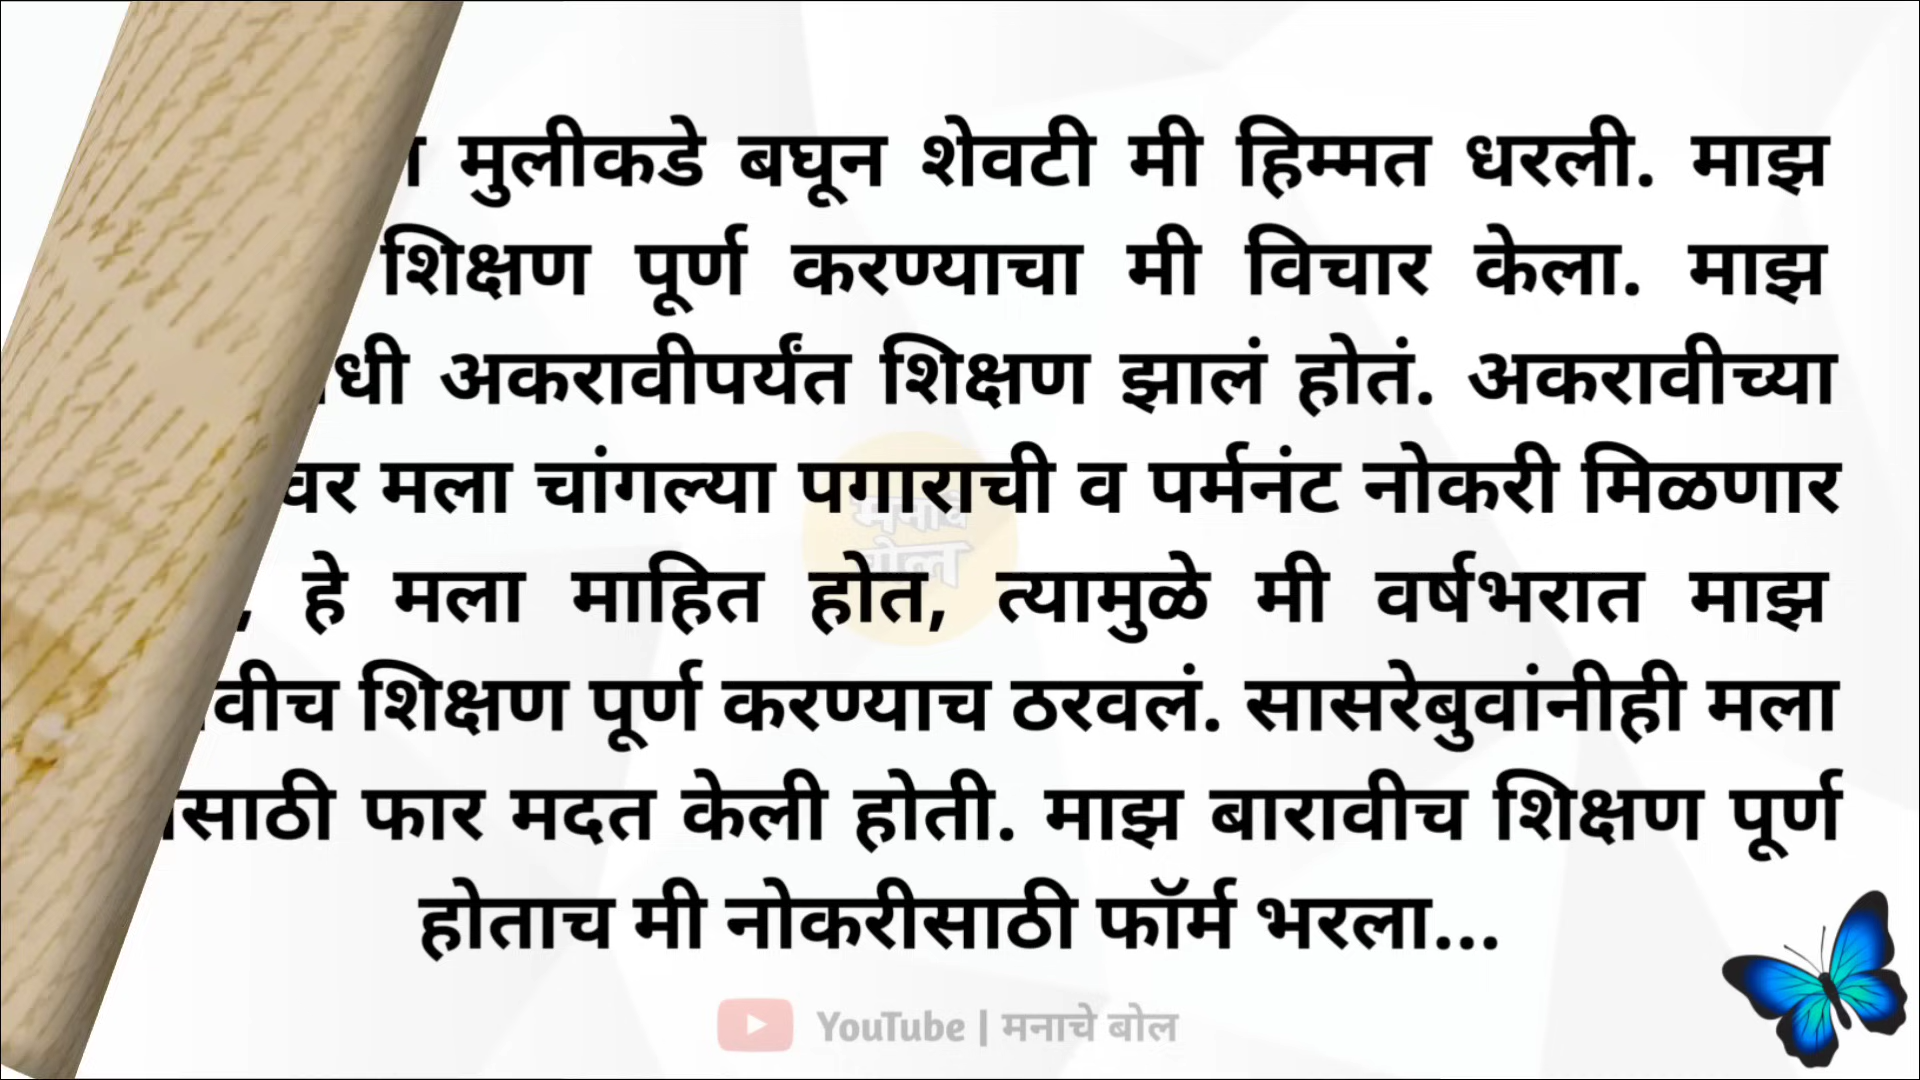 मुलीकडे बघून शेवटी मी हिम्मत धरली. माझ
शिक्षण पूर्ण करण्याचा मी विचार केला. माझ
अकरावीपर्यंत शिक्षण झालं होतं. अकरावीच्या
मला चांगल्या पगाराची व पर्मनंट नोकरी मिळणार
, हे मला माहित होत, त्यामुळे मी वर्षभरात माझ
शिक्षण पूर्ण करण्याच ठरवलं. सासरेबुवांनीही मला
फार मदत केली होती. माझ बारावीच शिक्षण पूर्ण
होताच मी नोकरीसाठी फॉर्म भरला...
मनाचे
बोल
YouTube | मनाचे बोल